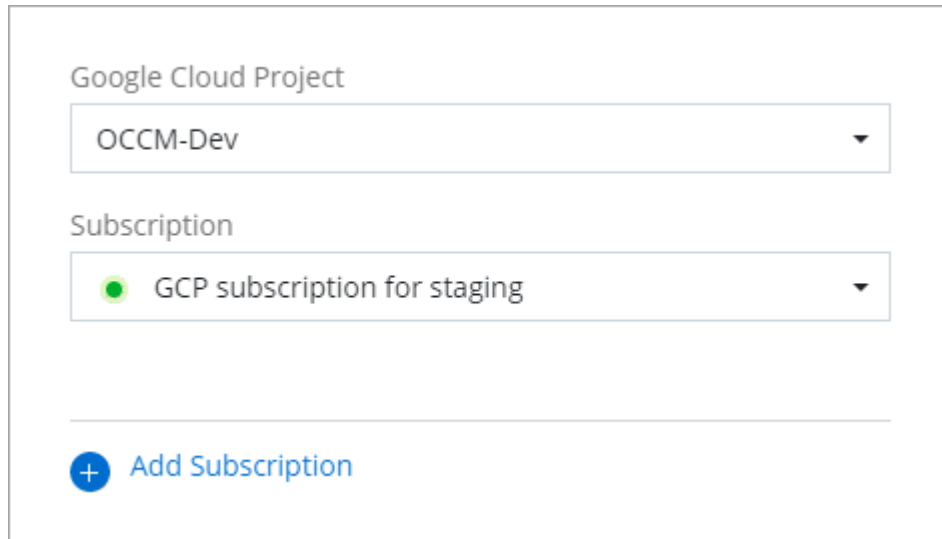 Google Cloud Project
OCCM-Dev
Subscription
GCP subscription for staging
Add Subscription